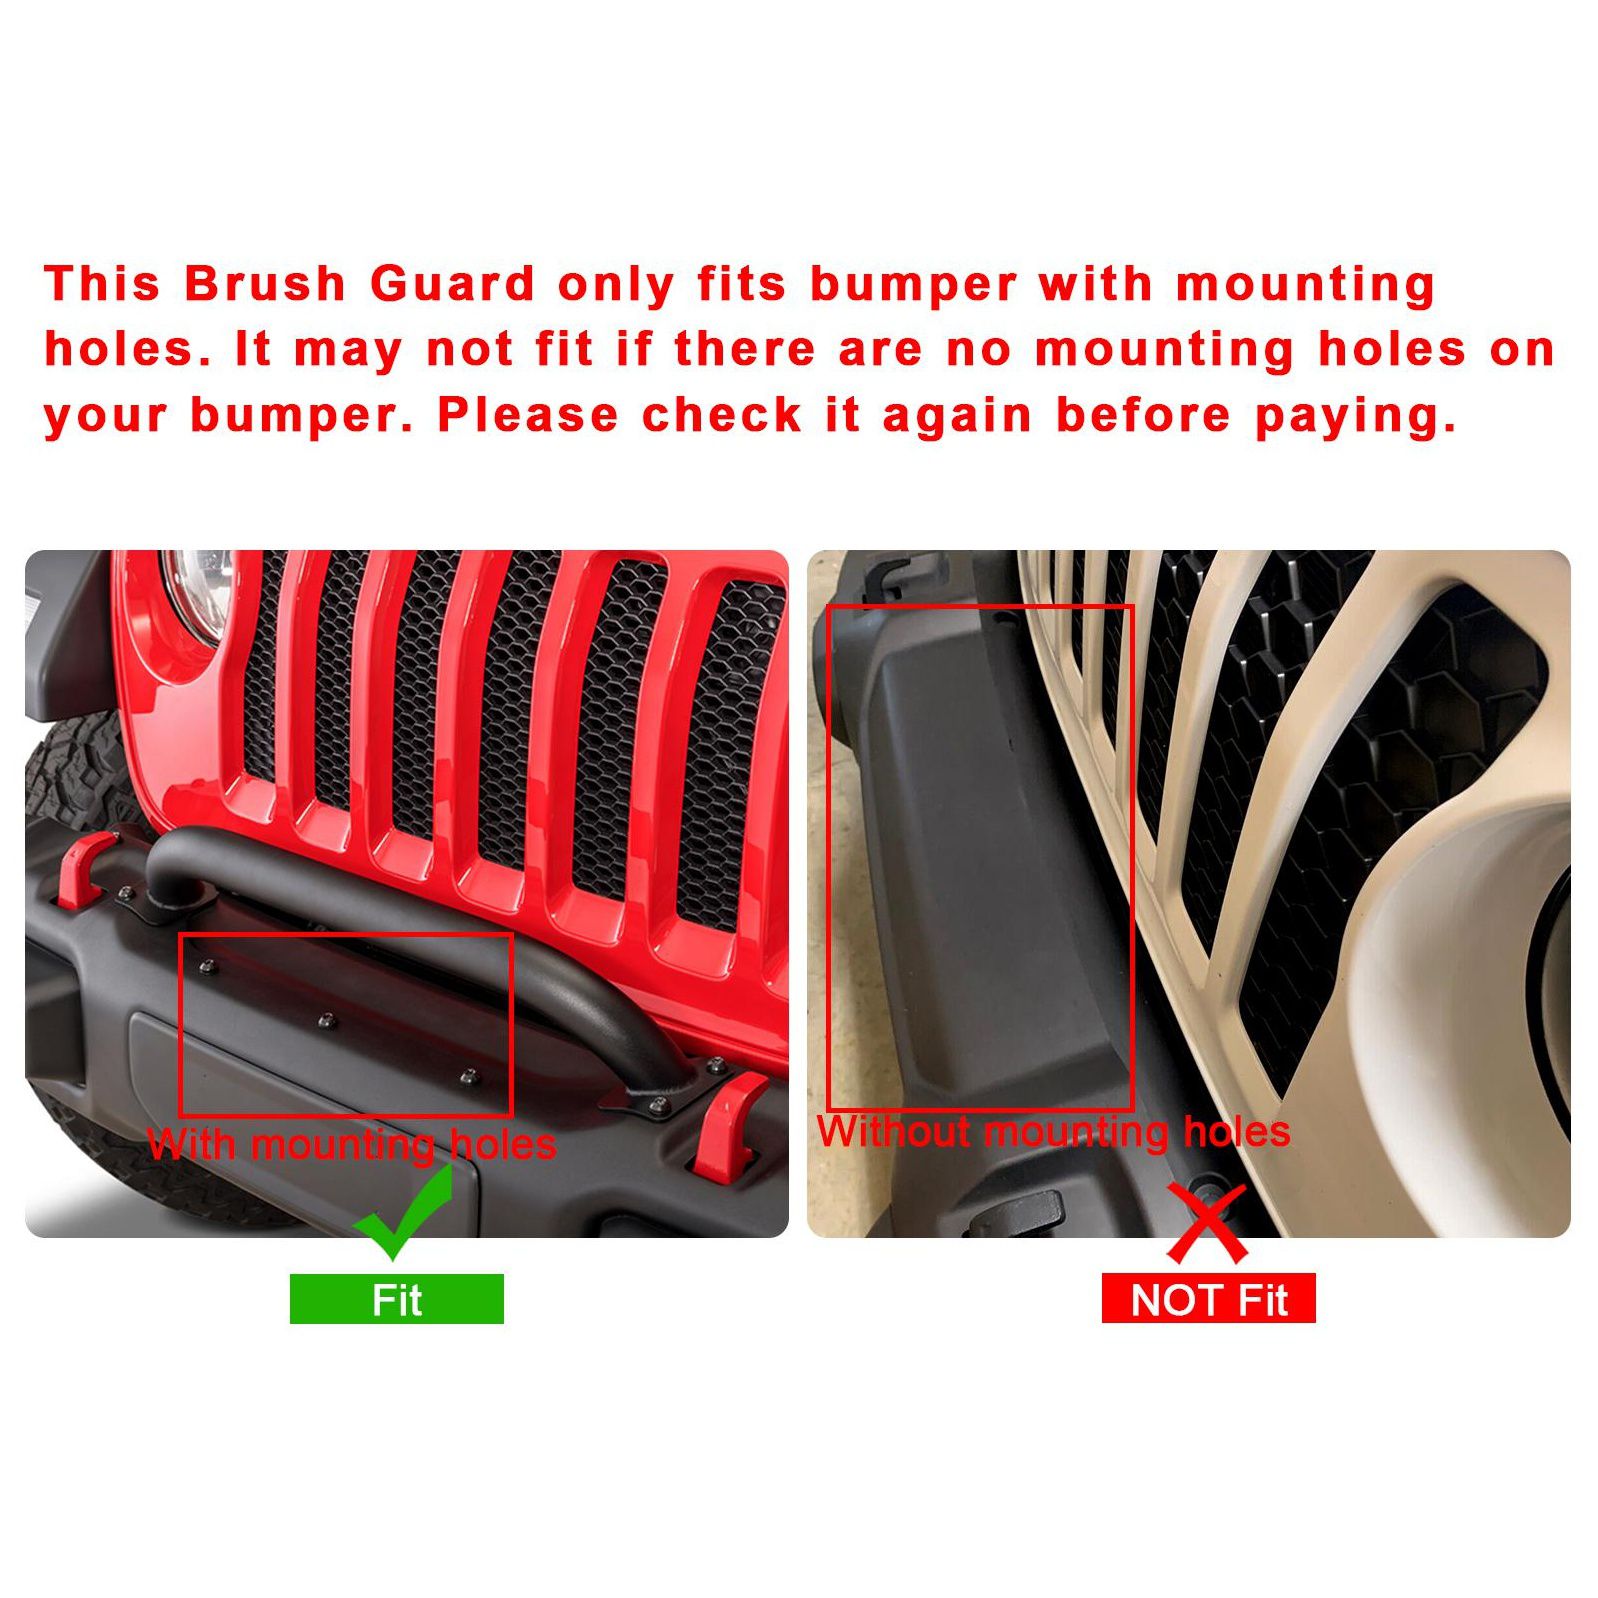 This Brush Guard only fits bumper with mounting
holes. It may not fit if there are no mounting holes on
your bumper. Please check it again before paying.
With mounting holes
Without mounting holes
Fit
NOT Fit